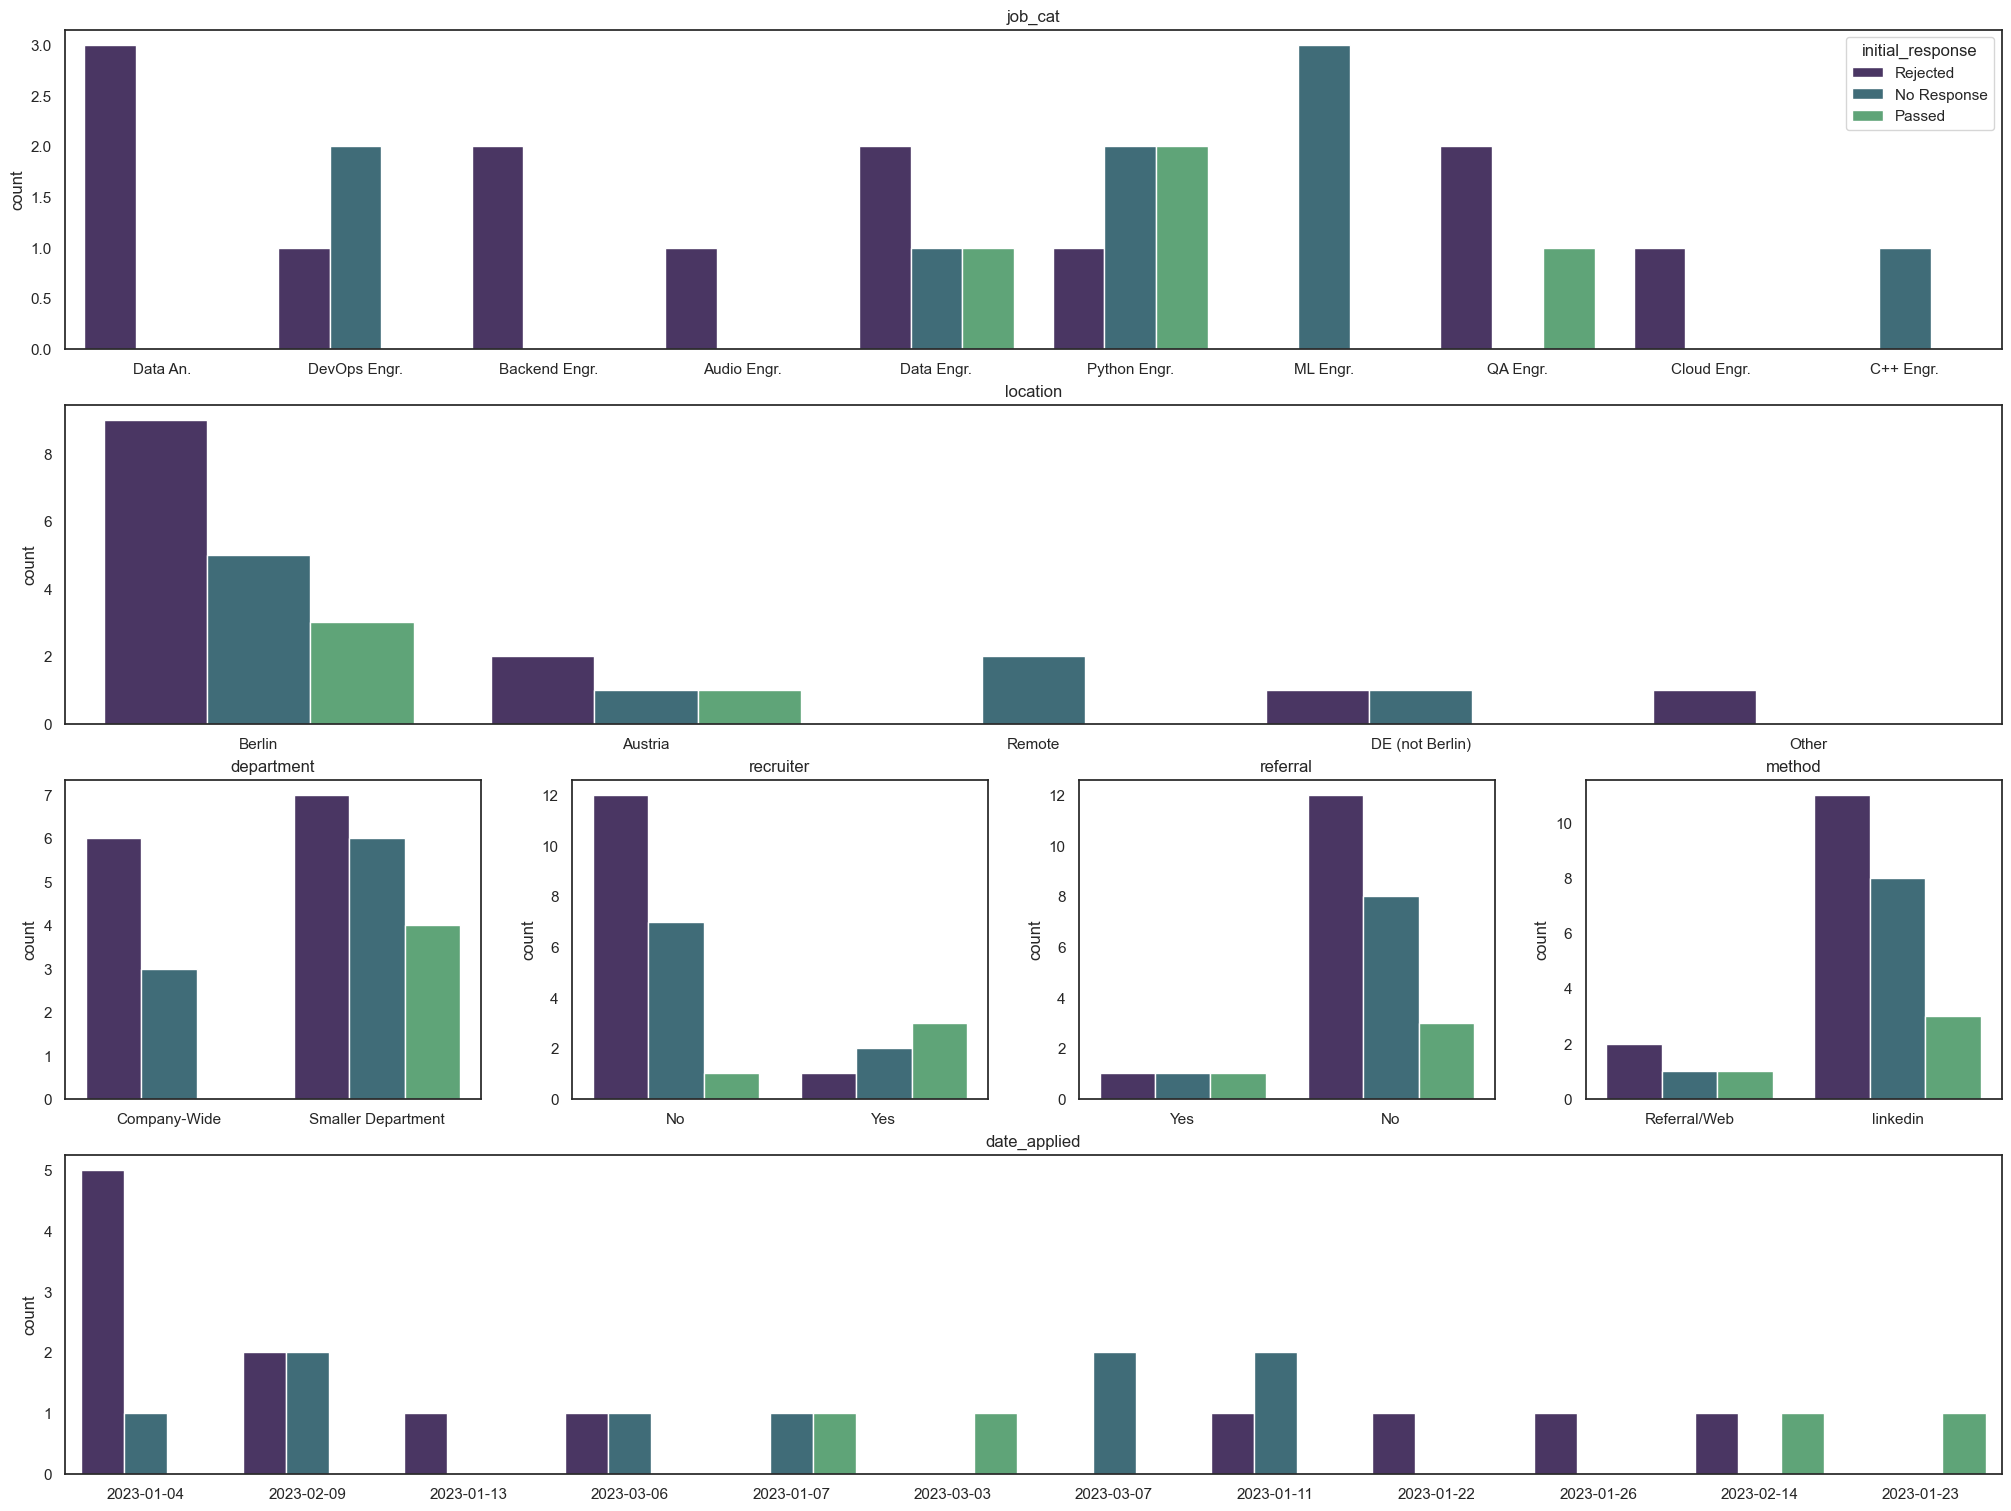 job_cat
3.0
2.5
2.0
1.5
1.0
0.5
0.0
count
initial_response
Rejected
No Response
Passed
Data An. DevOps Engr. Backend Engr. Audio Engr. Data Engr. Python Engr. ML Engr. QA Engr. Cloud Engr. C++ Engr.
location
8
6
4
2
0
count
Berlin Austria Remote DE (not Berlin) Other
department
7
6
5
4
3
2
1
0
count
Company-Wide Smaller Department
recruiter
12
10
8
6
4
2
0
count
No Yes
referral
12
10
8
6
4
2
0
count
Yes No
method
10
8
6
4
2
0
count
Referral/Web linkedin
date_applied
5
4
3
2
1
0
count
2023-01-04 2023-02-09 2023-01-13 2023-03-06 2023-01-07 2023-03-03 2023-03-07 2023-01-11 2023-01-22 2023-01-26 2023-02-14 2023-01-23